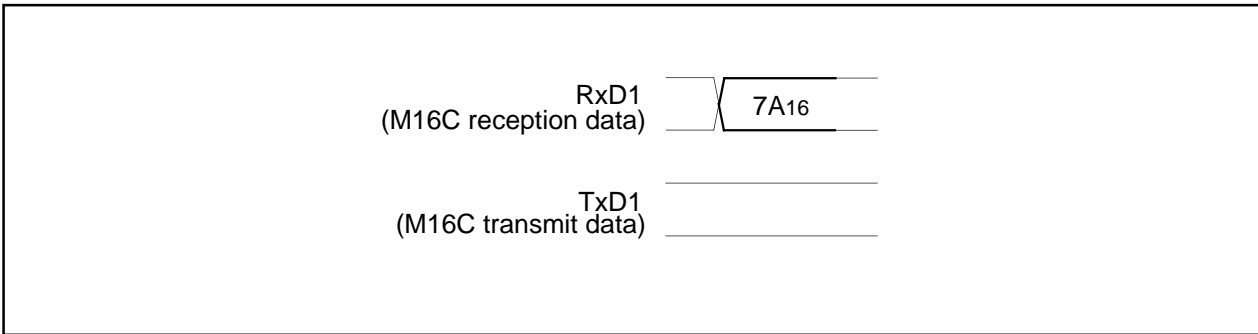 RxD1
(M16C reception data)
7A16
TxD1
(M16C transmit data)